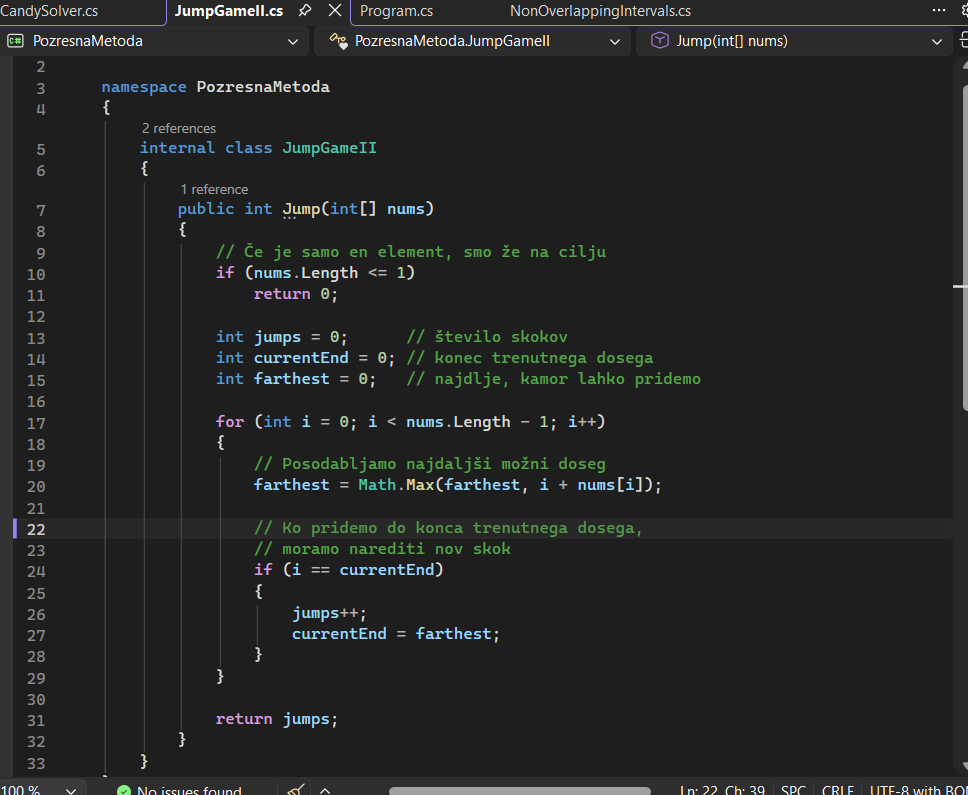 CandySolver.cs JumpGameII.cs Program.cs NonOverlappingIntervals.cs
PozresnaMetoda PozresnaMetoda.JumpGameII Jump(int[] nums)
2
3 namespace PozresnaMetoda
4 {
2 references
5 internal class JumpGameII
6 {
1 reference
7 public int Jump(int[] nums)
8 {
9 // Če je samo en element, smo že na cilju
10 if (nums.Length <= 1)
11 return 0;
12
13 int jumps = 0; // število skokov
14 int currentEnd = 0; // konec trenutnega dosega
15 int farthest = 0; // najdlje, kamor lahko pridemo
16
17 for (int i = 0; i < nums.Length - 1; i++)
18 {
19 // Posodabljamo najdaljši možni doseg
20 farthest = Math.Max(farthest, i + nums[i]);
21
22 // Ko pridemo do konca trenutnega dosega,
23 // moramo narediti nov skok
24 if (i == currentEnd)
25 {
26 jumps++;
27 currentEnd = farthest;
28 }
29 }
30
31 return jumps;
32 }
33 }
100 % No issues found Ln: 22 Ch: 39 SPC CRLF UTF-8 with BOM